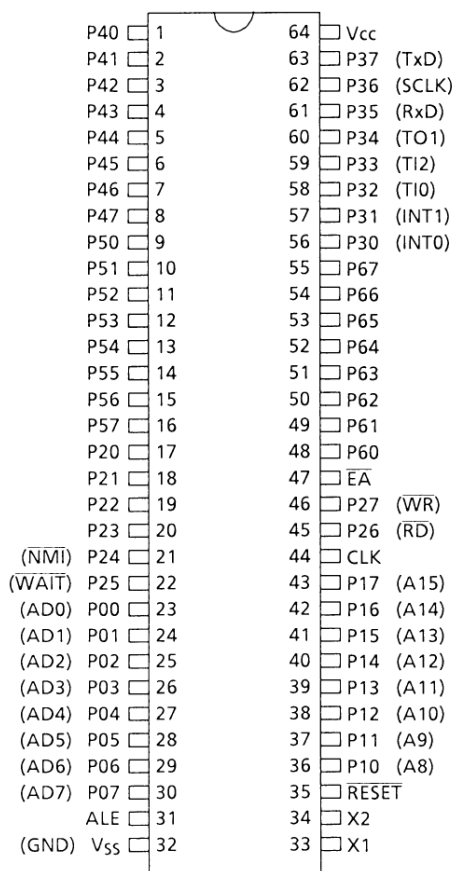 P40 1 64 Vcc
P41 2 63 P37 (TxD)
P42 3 62 P36 (SCLK)
P43 4 61 P35 (RxD)
P44 5 60 P34 (TO1)
P45 6 59 P33 (TI2)
P46 7 58 P32 (TI0)
P47 8 57 P31 (INT1)
P50 9 56 P30 (INT0)
P51 10 55 P67
P52 11 54 P66
P53 12 53 P65
P54 13 52 P64
P55 14 51 P63
P56 15 50 P62
P57 16 49 P61
P20 17 48 P60
P21 18 47 E̅A̅
P22 19 46 P27 (W̅R̅)
P23 20 45 P26 (R̅D̅)
(N̅M̅I̅) P24 21 44 CLK
(W̅A̅I̅T̅) P25 22 43 P17 (A15)
(AD0) P00 23 42 P16 (A14)
(AD1) P01 24 41 P15 (A13)
(AD2) P02 25 40 P14 (A12)
(AD3) P03 26 39 P13 (A11)
(AD4) P04 27 38 P12 (A10)
(AD5) P05 28 37 P11 (A9)
(AD6) P06 29 36 P10 (A8)
(AD7) P07 30 35 R̅E̅S̅E̅T̅
ALE 31 34 X2
(GND) VSS 32 33 X1